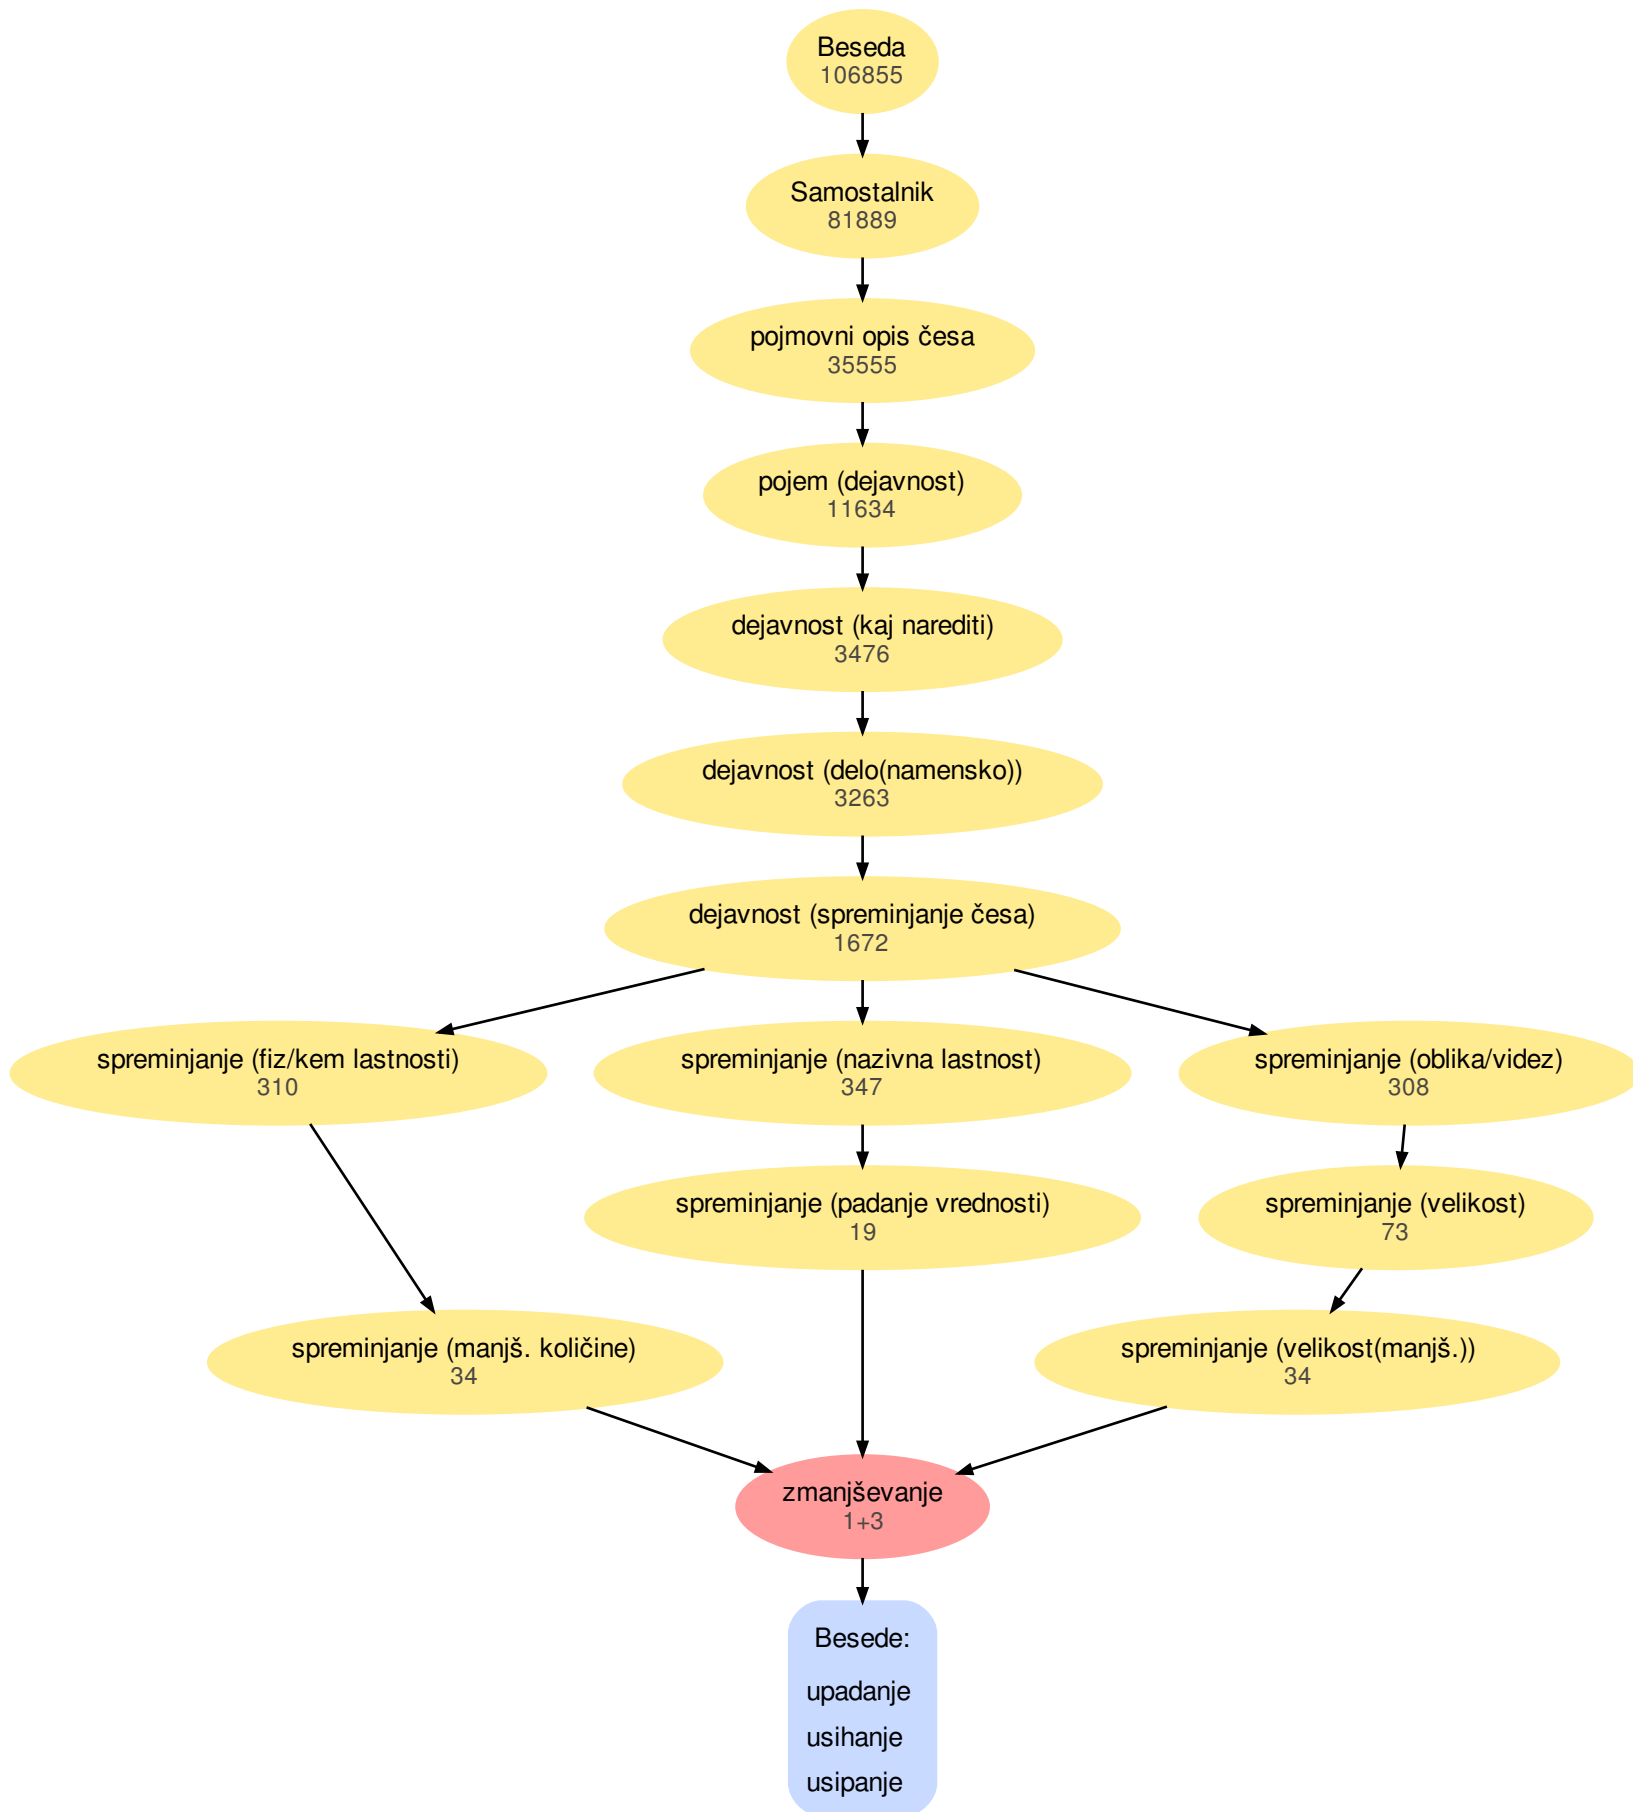 Beseda
106855
Samostalnik
81889
pojmovni opis česa
35555
pojem (dejavnost)
11634
dejavnost (kaj narediti)
3476
dejavnost (delo(namensko))
3263
dejavnost (spreminjanje česa)
1672
spreminjanje (fiz/kem lastnosti)
310
spreminjanje (nazivna lastnost)
347
spreminjanje (oblika/videz)
308
spreminjanje (padanje vrednosti)
19
spreminjanje (velikost)
73
spreminjanje (manjš. količine)
34
spreminjanje (velikost(manjš.))
34
zmanjševanje
1+3
Besede:
upadanje
usihanje
usipanje